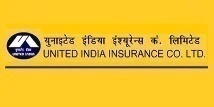 युनाइटेड इंडिया इंश्यूरेन्स कं. लिमिटेड
UNITED INDIA INSURANCE CO. LTD.